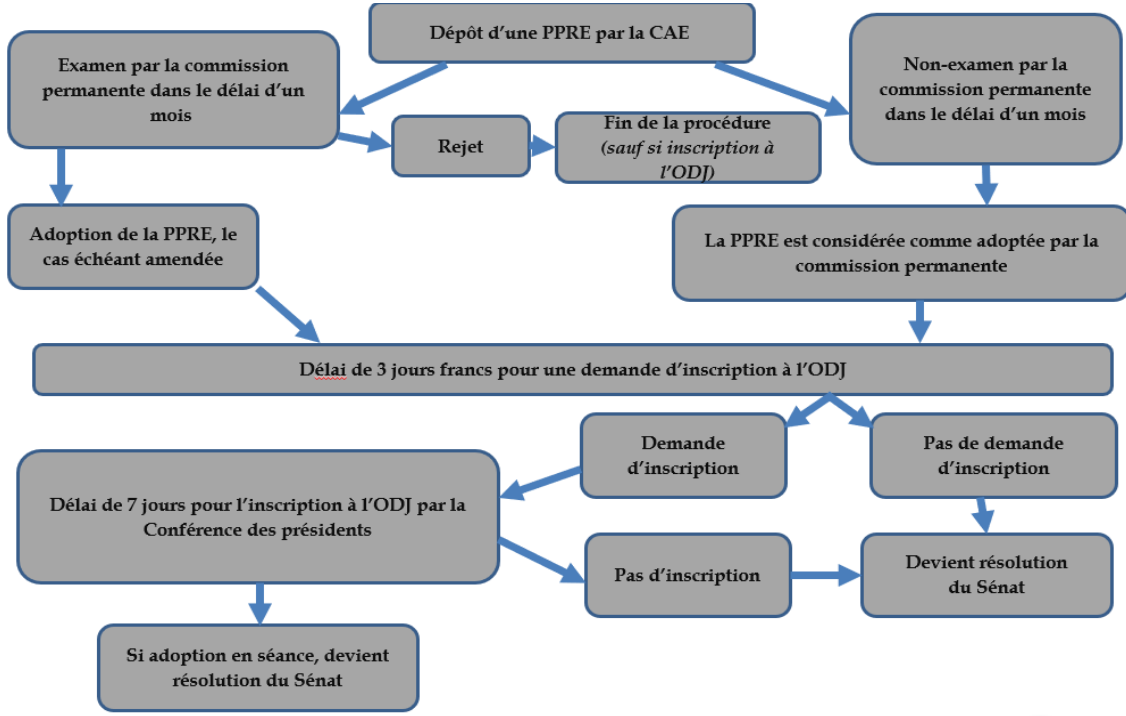 Dépôt d’une PPRE par la CAE
Examen par la commission
permanente dans le délai d’un
mois
Non-examen par la
commission permanente
dans le délai d’un mois
Rejet
Fin de la procédure
(sauf si inscription à
l’ODJ)
Adoption de la PPRE, le
cas échéant amendée
La PPRE est considérée comme adoptée par la
commission permanente
Délai de 3 jours francs pour une demande d’inscription à l’ODJ
Demande
d’inscription
Pas de demande
d’inscription
Délai de 7 jours pour l’inscription à l’ODJ par la
Conférence des présidents
Pas d’inscription
Devient résolution
du Sénat
Si adoption en séance, devient
résolution du Sénat